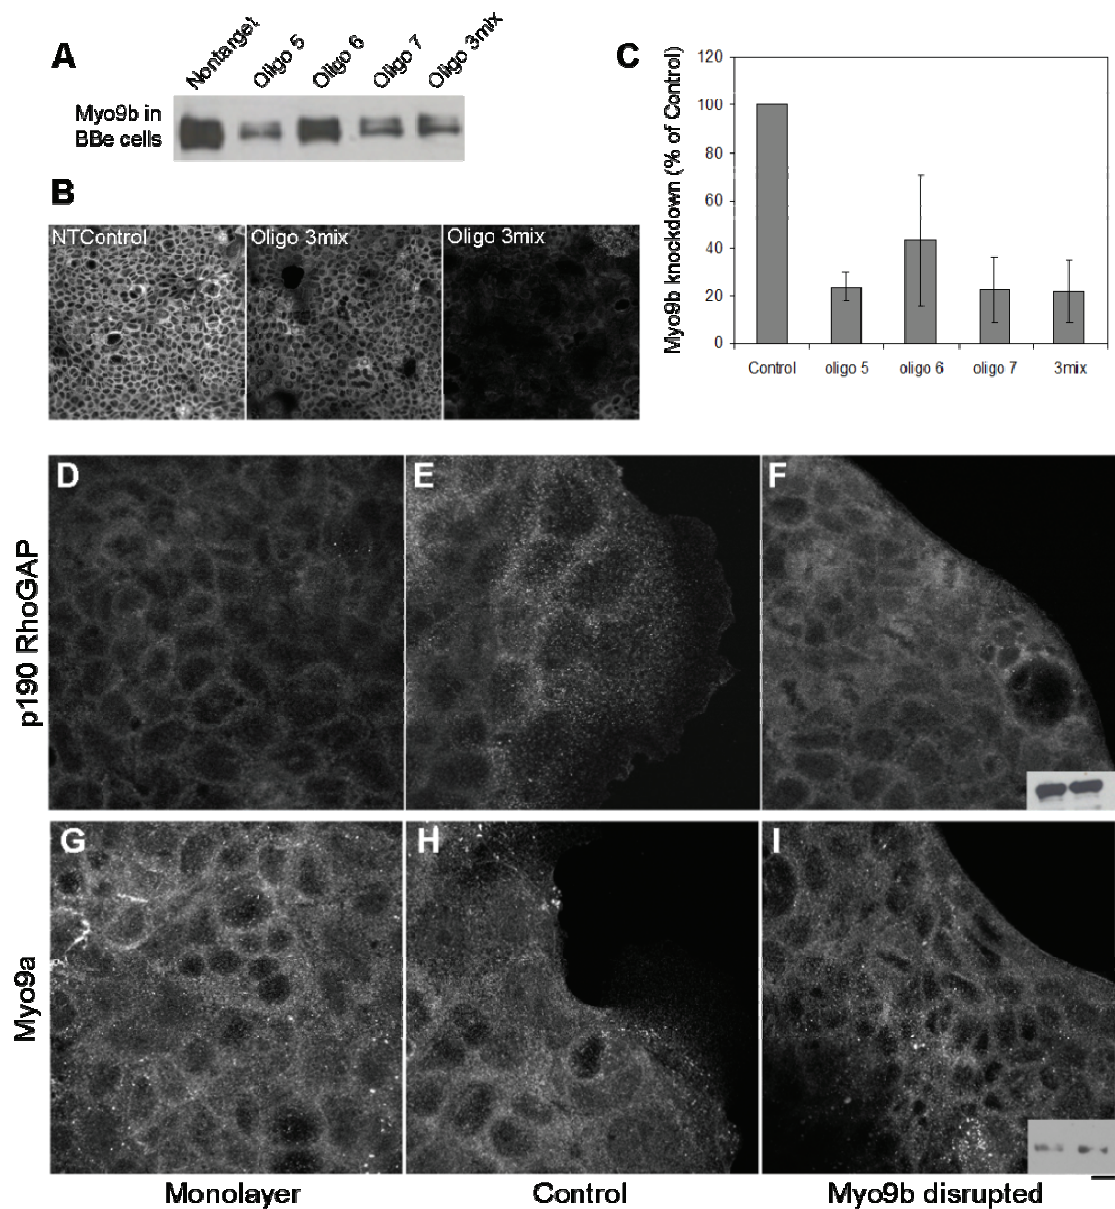 A
Nontarget
Oligo 5
Oligo 6
Oligo 7
Oligo 3mix
Myo9b in
BBe cells
B
NTControl
Oligo 3mix
Oligo 3mix
C
Myo9b knockdown (% of Control)
120
100
80
60
40
20
0
Control
oligo 5
oligo 6
oligo 7
3mix
p190 RhoGAP
D
E
F
Myo9a
G
H
I
Monolayer
Control
Myo9b disrupted